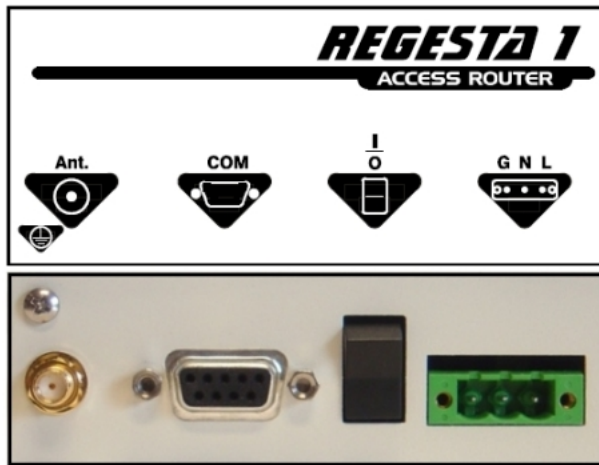 REGESTA 1
ACCESS ROUTER
Ant.
COM
I
O
G N L